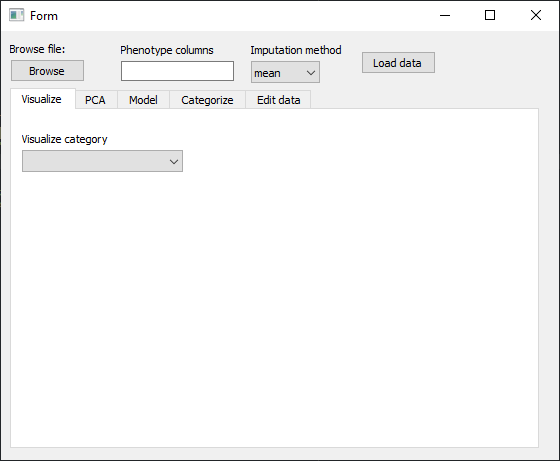 Form
Browse file:
Phenotype columns
Imputation method
Browse
mean
Load data
Visualize
PCA
Model
Categorize
Edit data
Visualize category